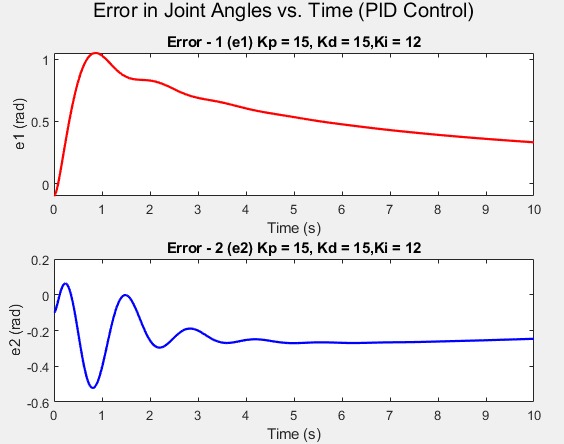 Error in Joint Angles vs. Time (PID Control)
Error - 1 (e1) Kp = 15, Kd = 15,Ki = 12
1
0.5
0
e1 (rad)
0 1 2 3 4 5 6 7 8 9 10
Time (s)
Error - 2 (e2) Kp = 15, Kd = 15,Ki = 12
0.2
0
-0.2
-0.4
-0.6
e2 (rad)
0 1 2 3 4 5 6 7 8 9 10
Time (s)